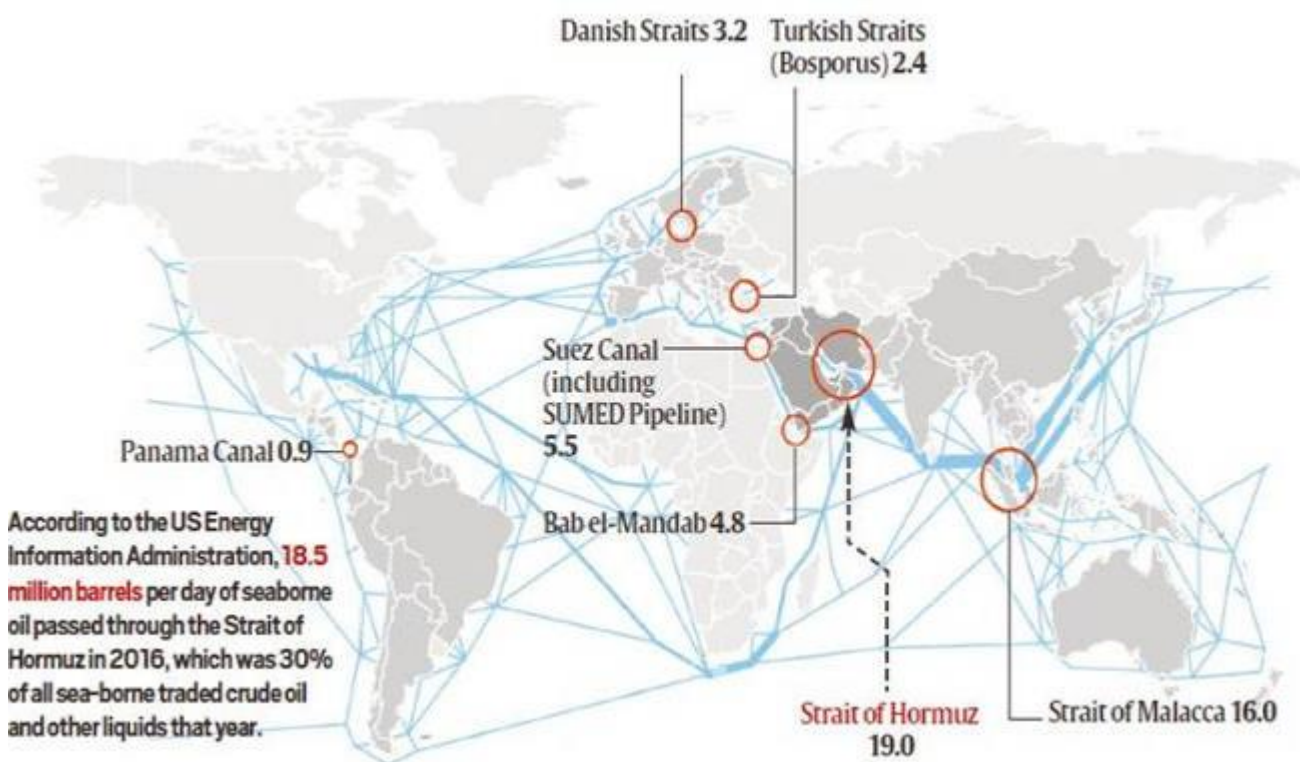 Danish Straits 3.2
Turkish Straits
(Bosporus) 2.4
Suez Canal
(including
SUMED Pipeline)
5.5
Panama Canal 0.9
Bab el-Mandab 4.8
According to the US Energy
Information Administration, 18.5
million barrels per day of seaborne
oil passed through the Strait of
Hormuz in 2016, which was 30%
of all sea-borne traded crude oil
and other liquids that year.
Strait of Hormuz
19.0
Strait of Malacca 16.0